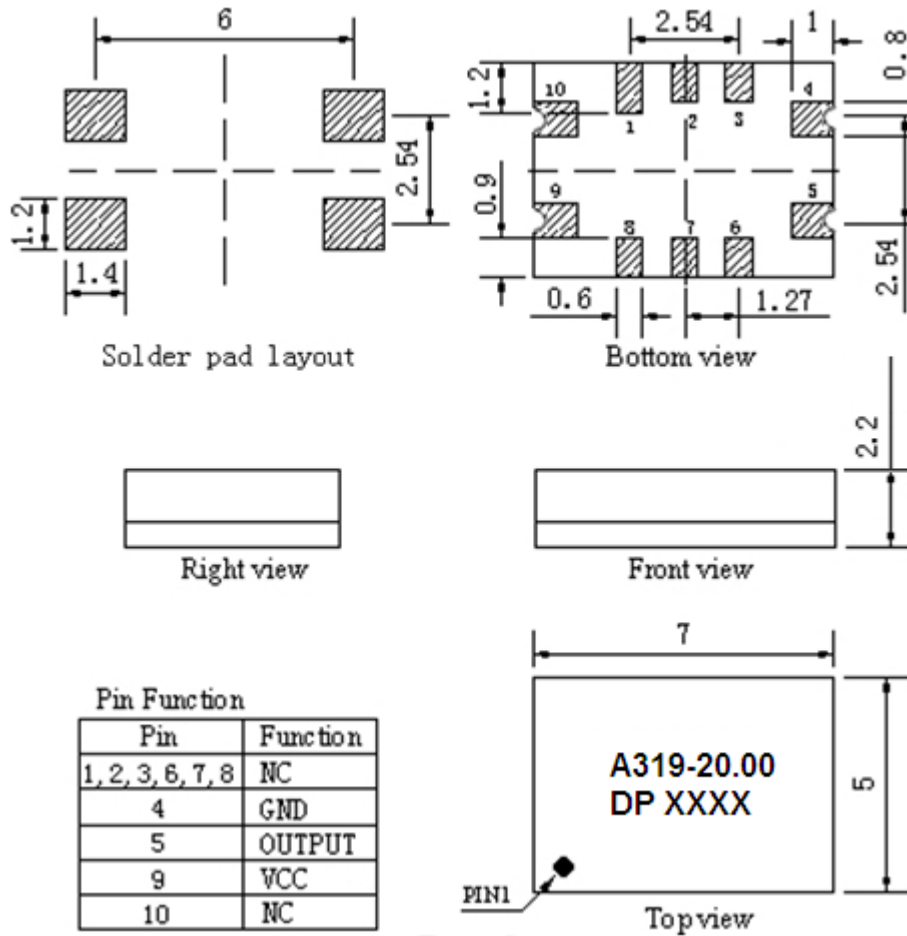 6
2.54
1.2
1.4
Solder pad layout
2.54
1
0.8
1.2
10
4
1
2
3
0.9
9
5
8
7
6
2.54
0.6
1.27
Bottom view
Right view
2.2
Front view
Pin Function
Pin Function
1, 2, 3, 6, 7, 8 NC
4 GND
5 OUTPUT
9 VCC
10 NC
7
A319-20.00
DP XXXX
5
PIN1
Top view